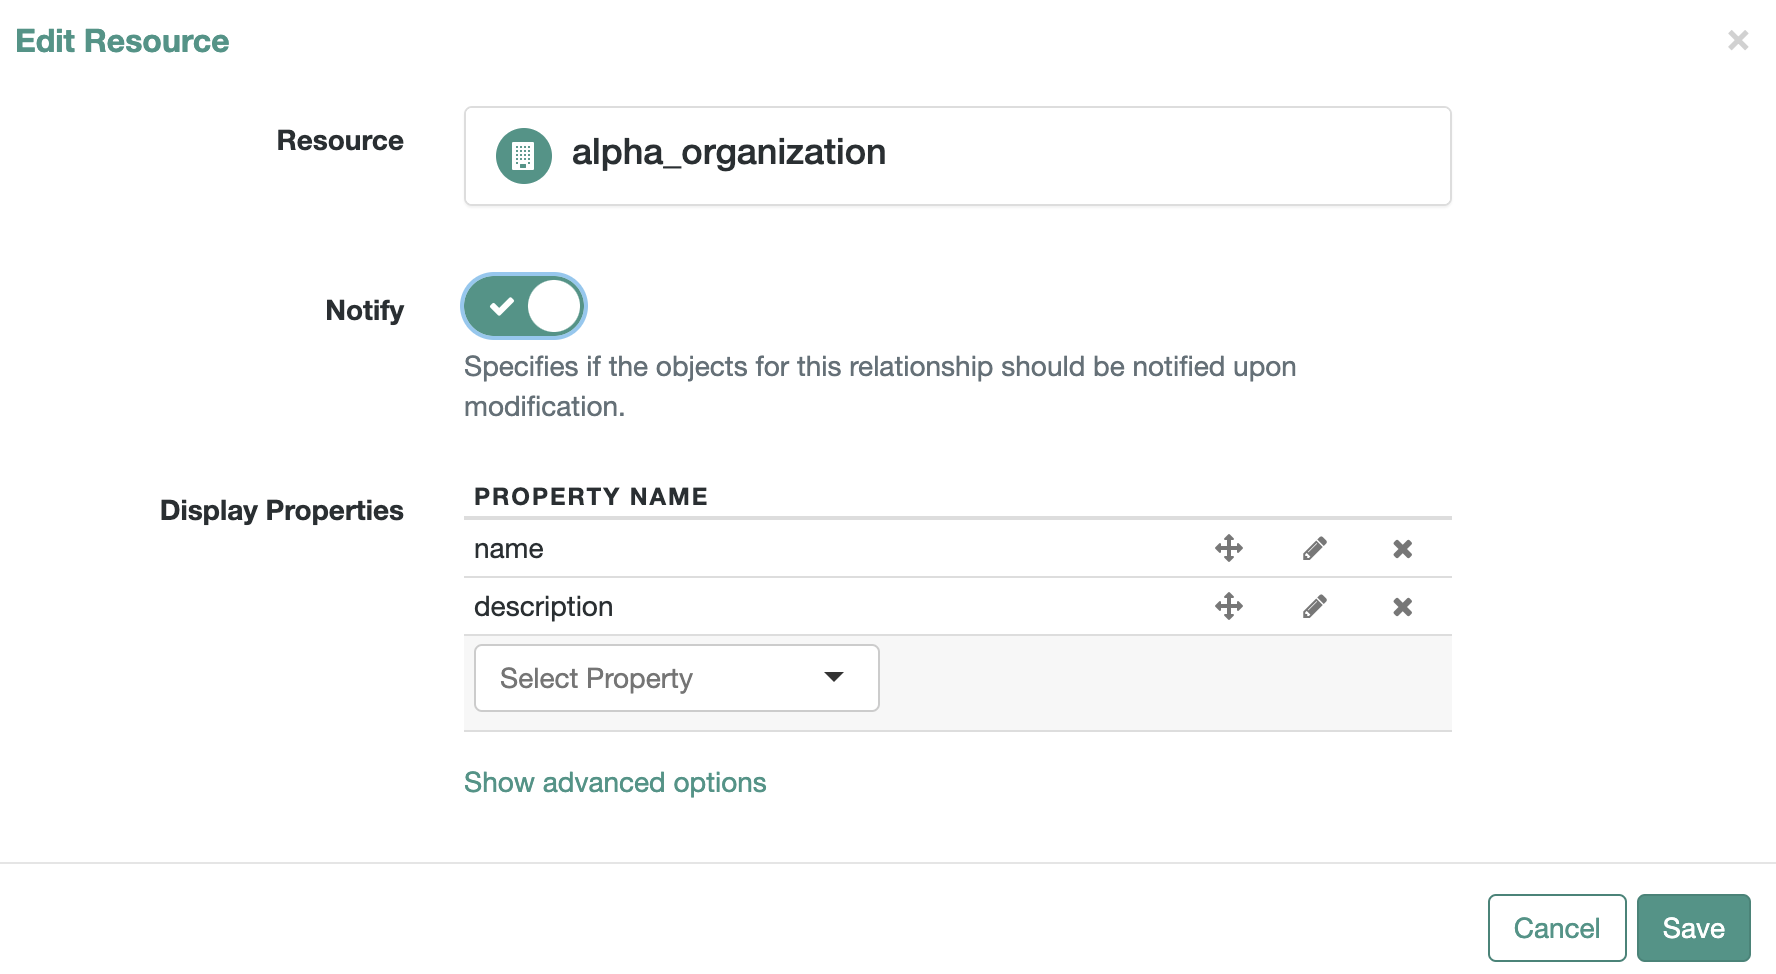 Edit Resource
Resource
alpha_organization
Notify
Specifies if the objects for this relationship should be notified upon
modification.
Display Properties
PROPERTY NAME
name
description
Select Property
Show advanced options
Cancel
Save